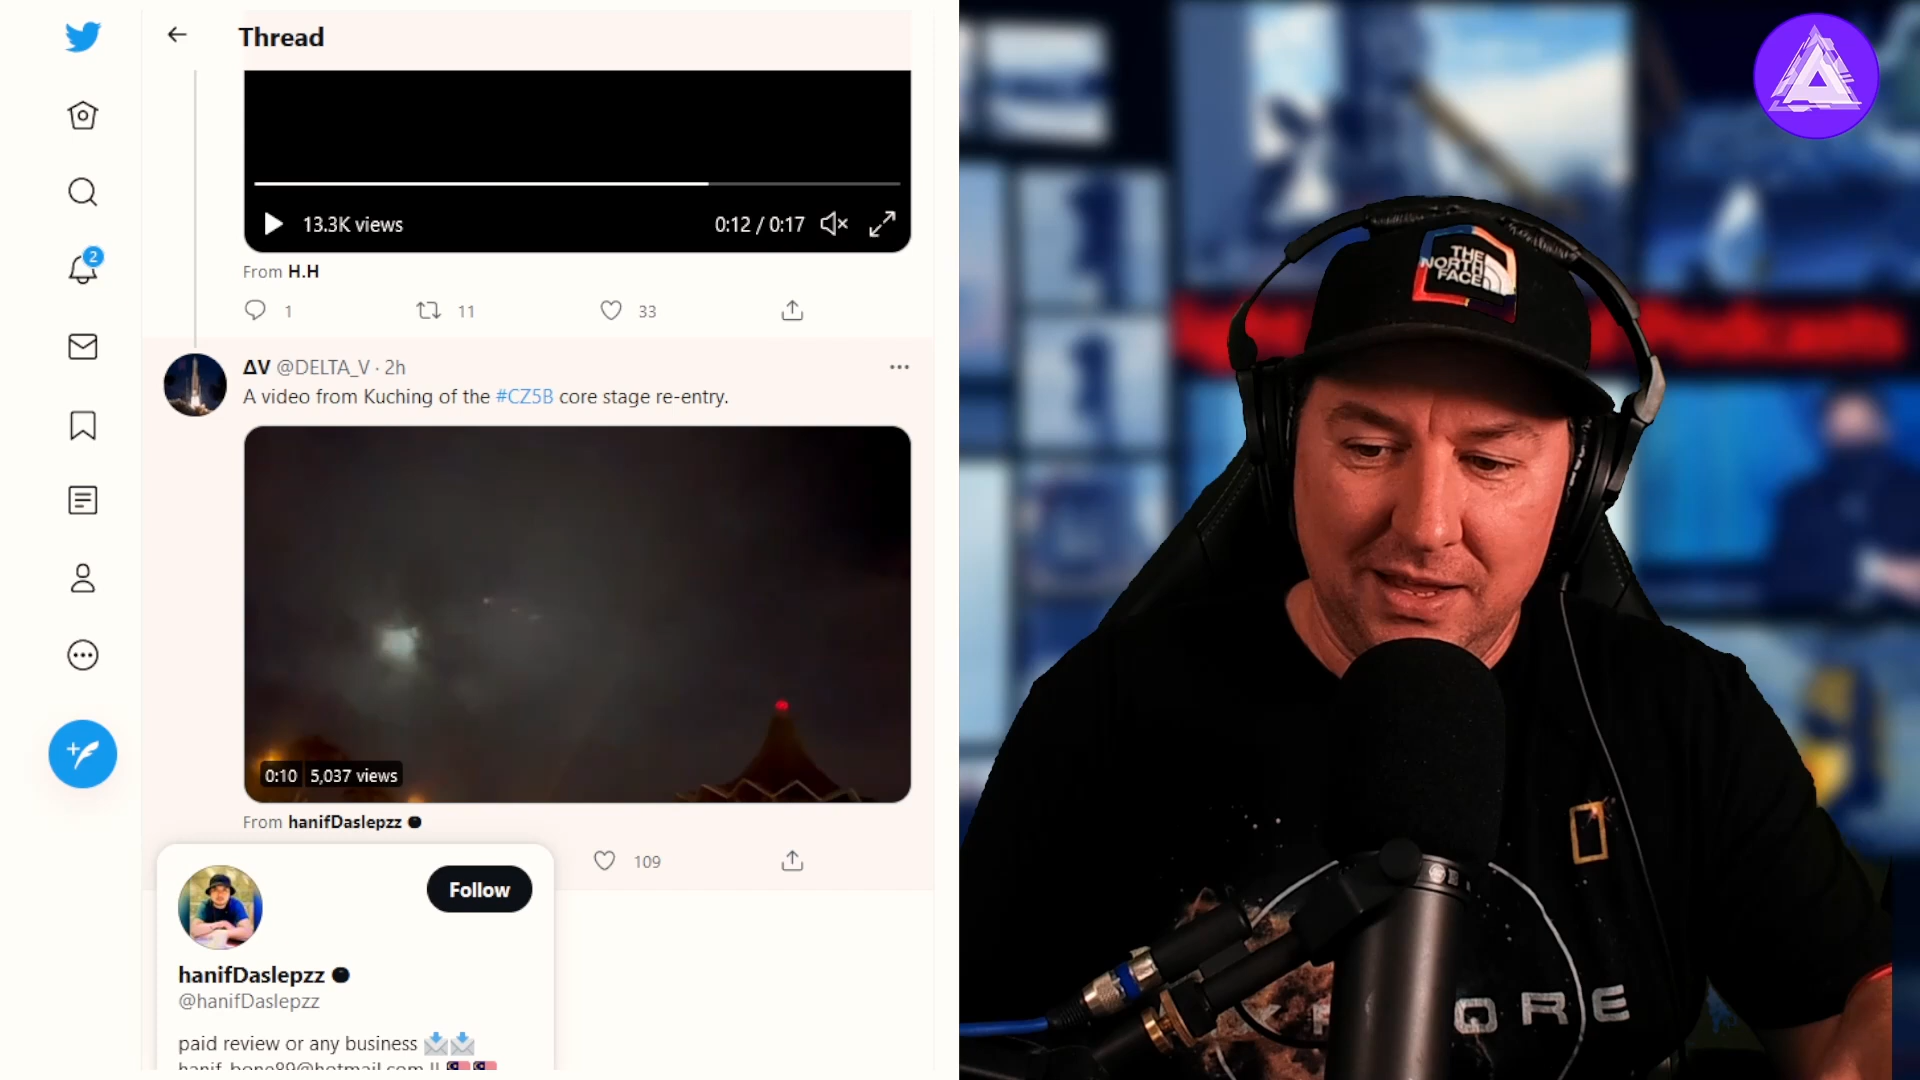 Thread
13.3K views
0:12 / 0:17
From H.H
1
11
33
2
ΔV @DELTA_V · 2h
A video from Kuching of the #CZ5B core stage re-entry.
0:10
5,037 views
From hanifDaslepzz
109
Follow
hanifDaslepzz
@hanifDaslepzz
paid review or any business
THE
NORTH
FACE
ORE